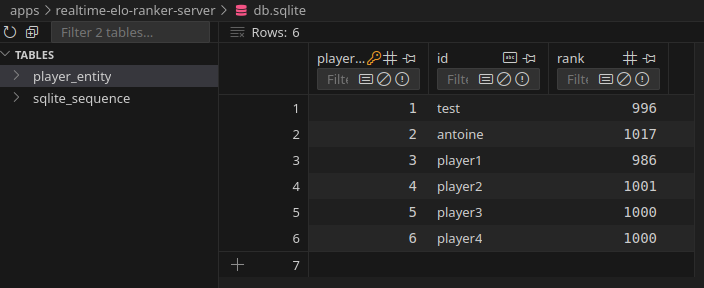 apps > realtime-elo-ranker-server > db.sqlite
Filter 2 tables...
Rows: 6
TABLES
player_entity
sqlite_sequence
player... id rank
Filte Filte Filte
1 1 test 996
2 2 antoine 1017
3 3 player1 986
4 4 player2 1001
5 5 player3 1000
6 6 player4 1000
7